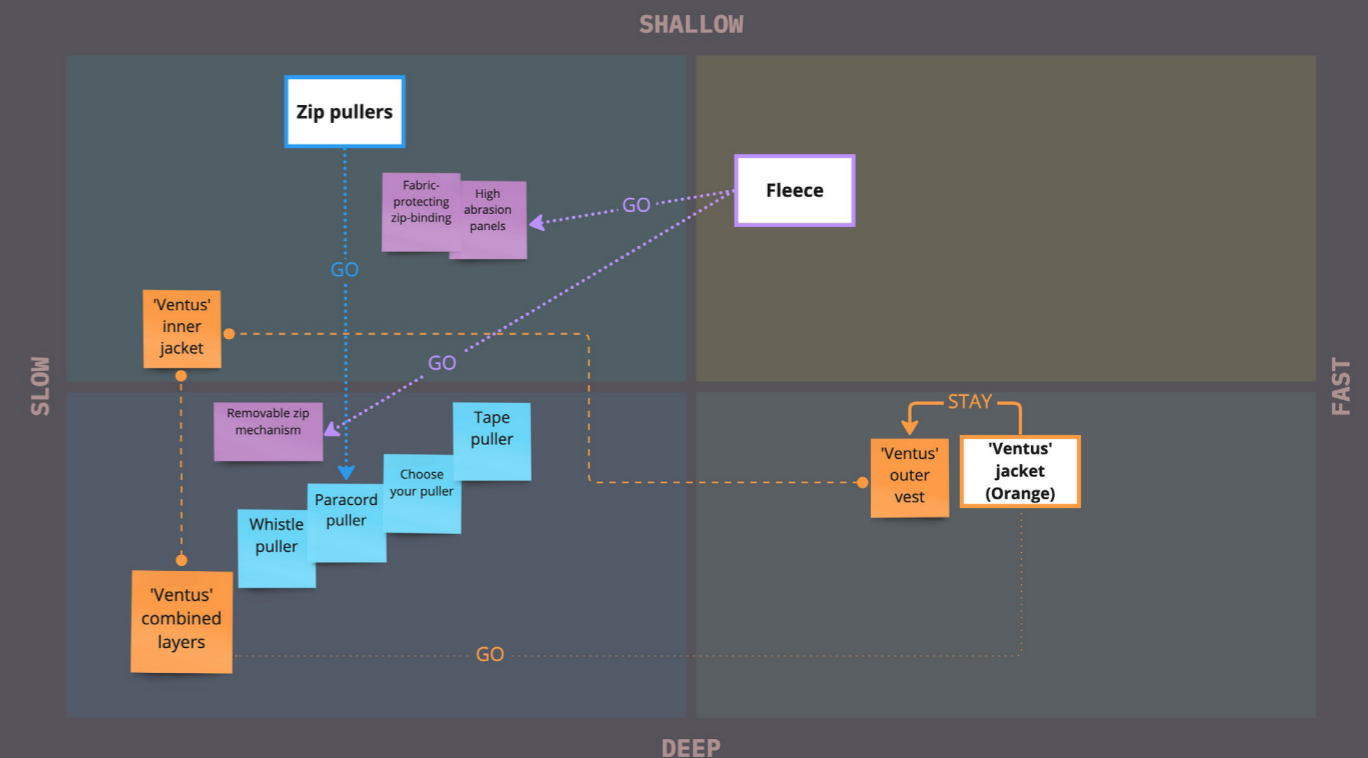 SHALLOW
Zip pullers
Fabric-
protecting
zip-binding
High
abrasion
panels
GO
Fleece
GO
'Ventus'
inner
jacket
GO
SLOW
FAST
Removable zip
mechanism
Tape
puller
STAY
'Ventus'
outer
vest
'Ventus'
jacket
(Orange)
Choose
your puller
Paracord
puller
Whistle
puller
'Ventus'
combined
layers
GO
DEEP